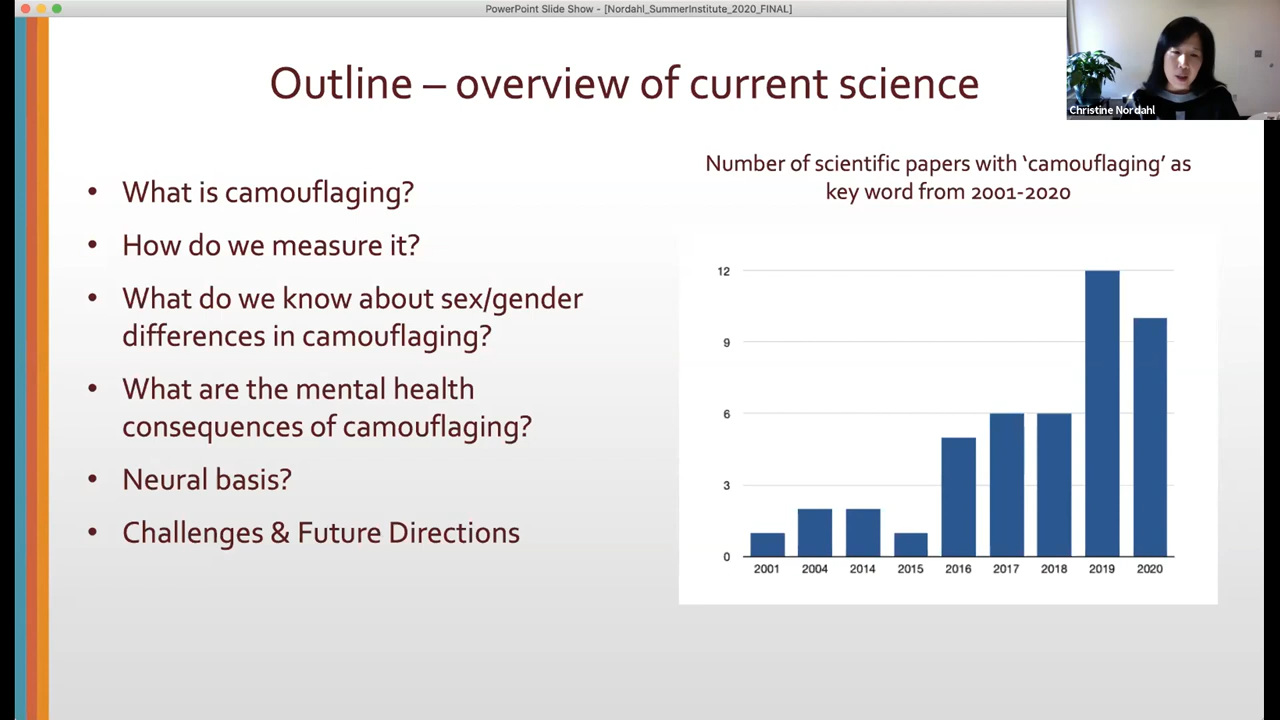 PowerPoint Slide Show - [Nordahl_SummerInstitute_2020_FINAL]
Outline – overview of current science
Christine Nordahl
• What is camouflaging?
• How do we measure it?
• What do we know about sex/gender
differences in camouflaging?
• What are the mental health
consequences of camouflaging?
• Neural basis?
• Challenges & Future Directions
Number of scientific papers with ‘camouflaging’ as
key word from 2001-2020
12
9
6
3
0
2001 2004 2014 2015 2016 2017 2018 2019 2020